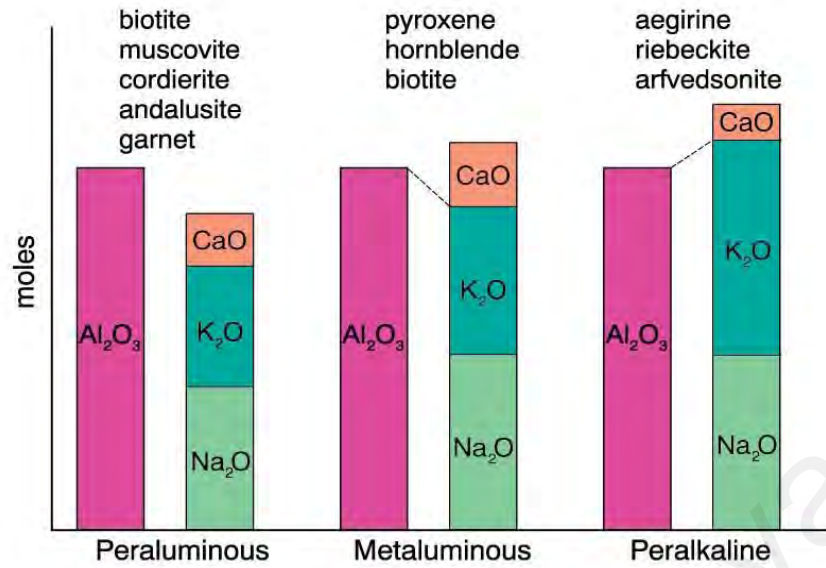 biotite
muscovite
cordierite
andalusite
garnet
pyroxene
hornblende
biotite
aegirine
riebeckite
arfvedsonite
moles
Al₂O₃
CaO
K₂O
Na₂O
Al₂O₃
CaO
K₂O
Na₂O
Al₂O₃
CaO
K₂O
Na₂O
Peraluminous
Metaluminous
Peralkaline